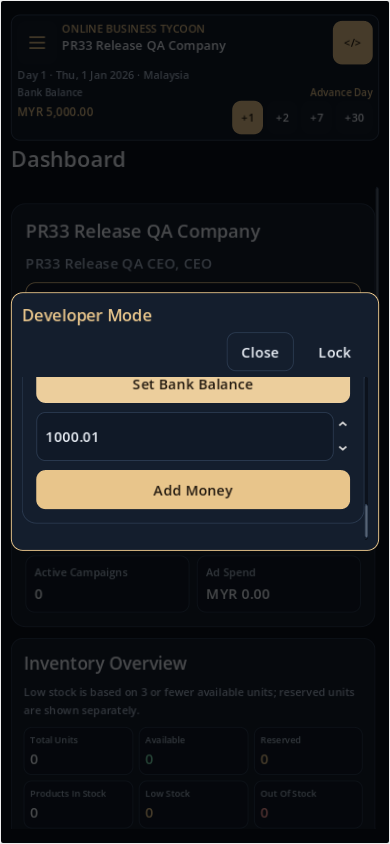 ONLINE BUSINESS TYCOON
PR33 Release QA Company
</>
Day 1 · Thu, 1 Jan 2026 · Malaysia
Bank Balance
Advance Day
MYR 5,000.00
+1 +2 +7 +30
Dashboard
PR33 Release QA Company
PR33 Release QA CEO, CEO
Developer Mode
Close Lock
Set Bank Balance
1000.01
Add Money
Active Campaigns
0
Ad Spend
MYR 0.00
Inventory Overview
Low stock is based on 3 or fewer available units; reserved units
are shown separately.
Total Units
0
Available
0
Reserved
0
Products In Stock
0
Low Stock
0
Out Of Stock
0